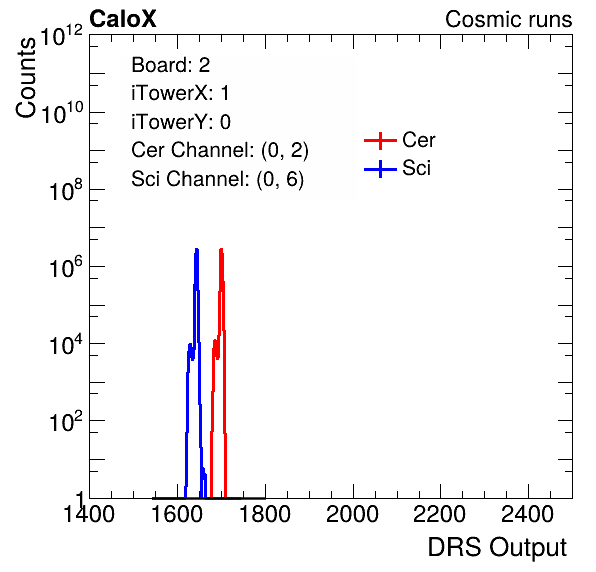 CaloX Cosmic runs
Counts
Board: 2
iTowerX: 1
iTowerY: 0
Cer Channel: (0, 2)
Sci Channel: (0, 6)
Cer
Sci
10^12
10^10
10^8
10^6
10^4
10^2
1
1400 1600 1800 2000 2200 2400
DRS Output